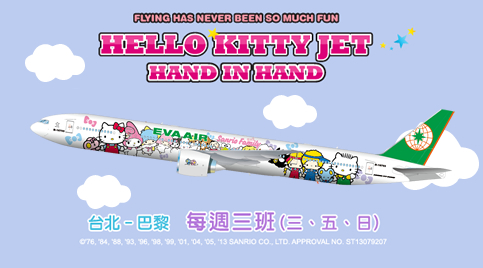 FLYING HAS NEVER BEEN SO MUCH FUN
HELLO KITTY JET
HAND IN HAND
EVA AIR
Sanrio Family
台北－巴黎 每週三班(三、五、日)
©'76, '84, '88, '93, '96, '98, '99, '01, '04, '05, '13 SANRIO CO., LTD. APPROVAL NO. ST13079207